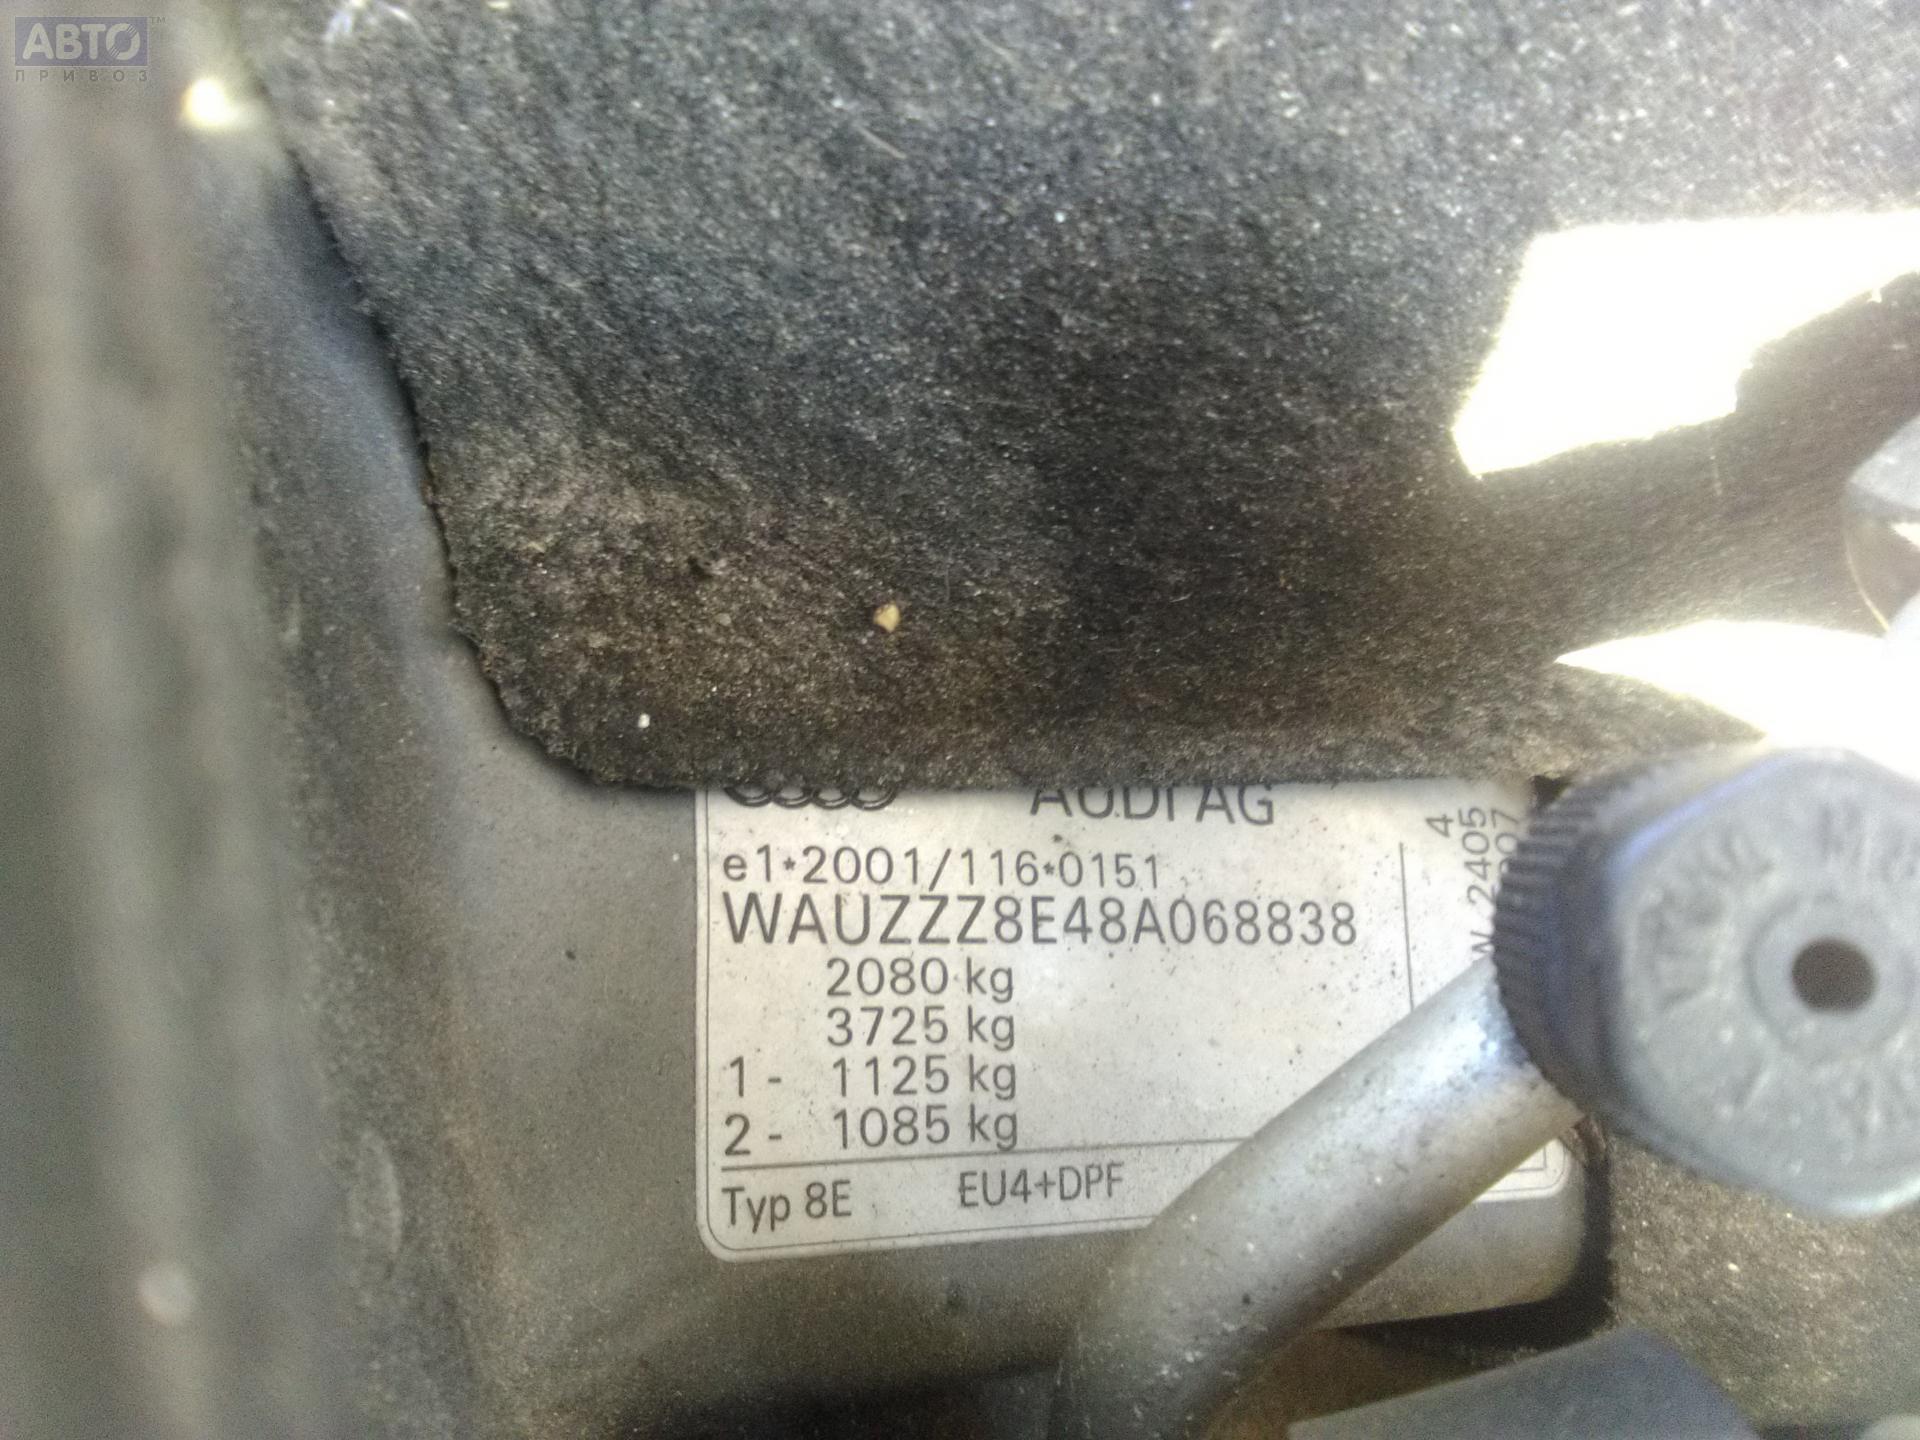 АВТО™
ПРИВОЗ
AUDI AG
e1*2001/116*0151
WAUZZZ8E48A068838
2080 kg
3725 kg
1 - 1125 kg
2 - 1085 kg
Typ 8E EU4+DPF
4
2405